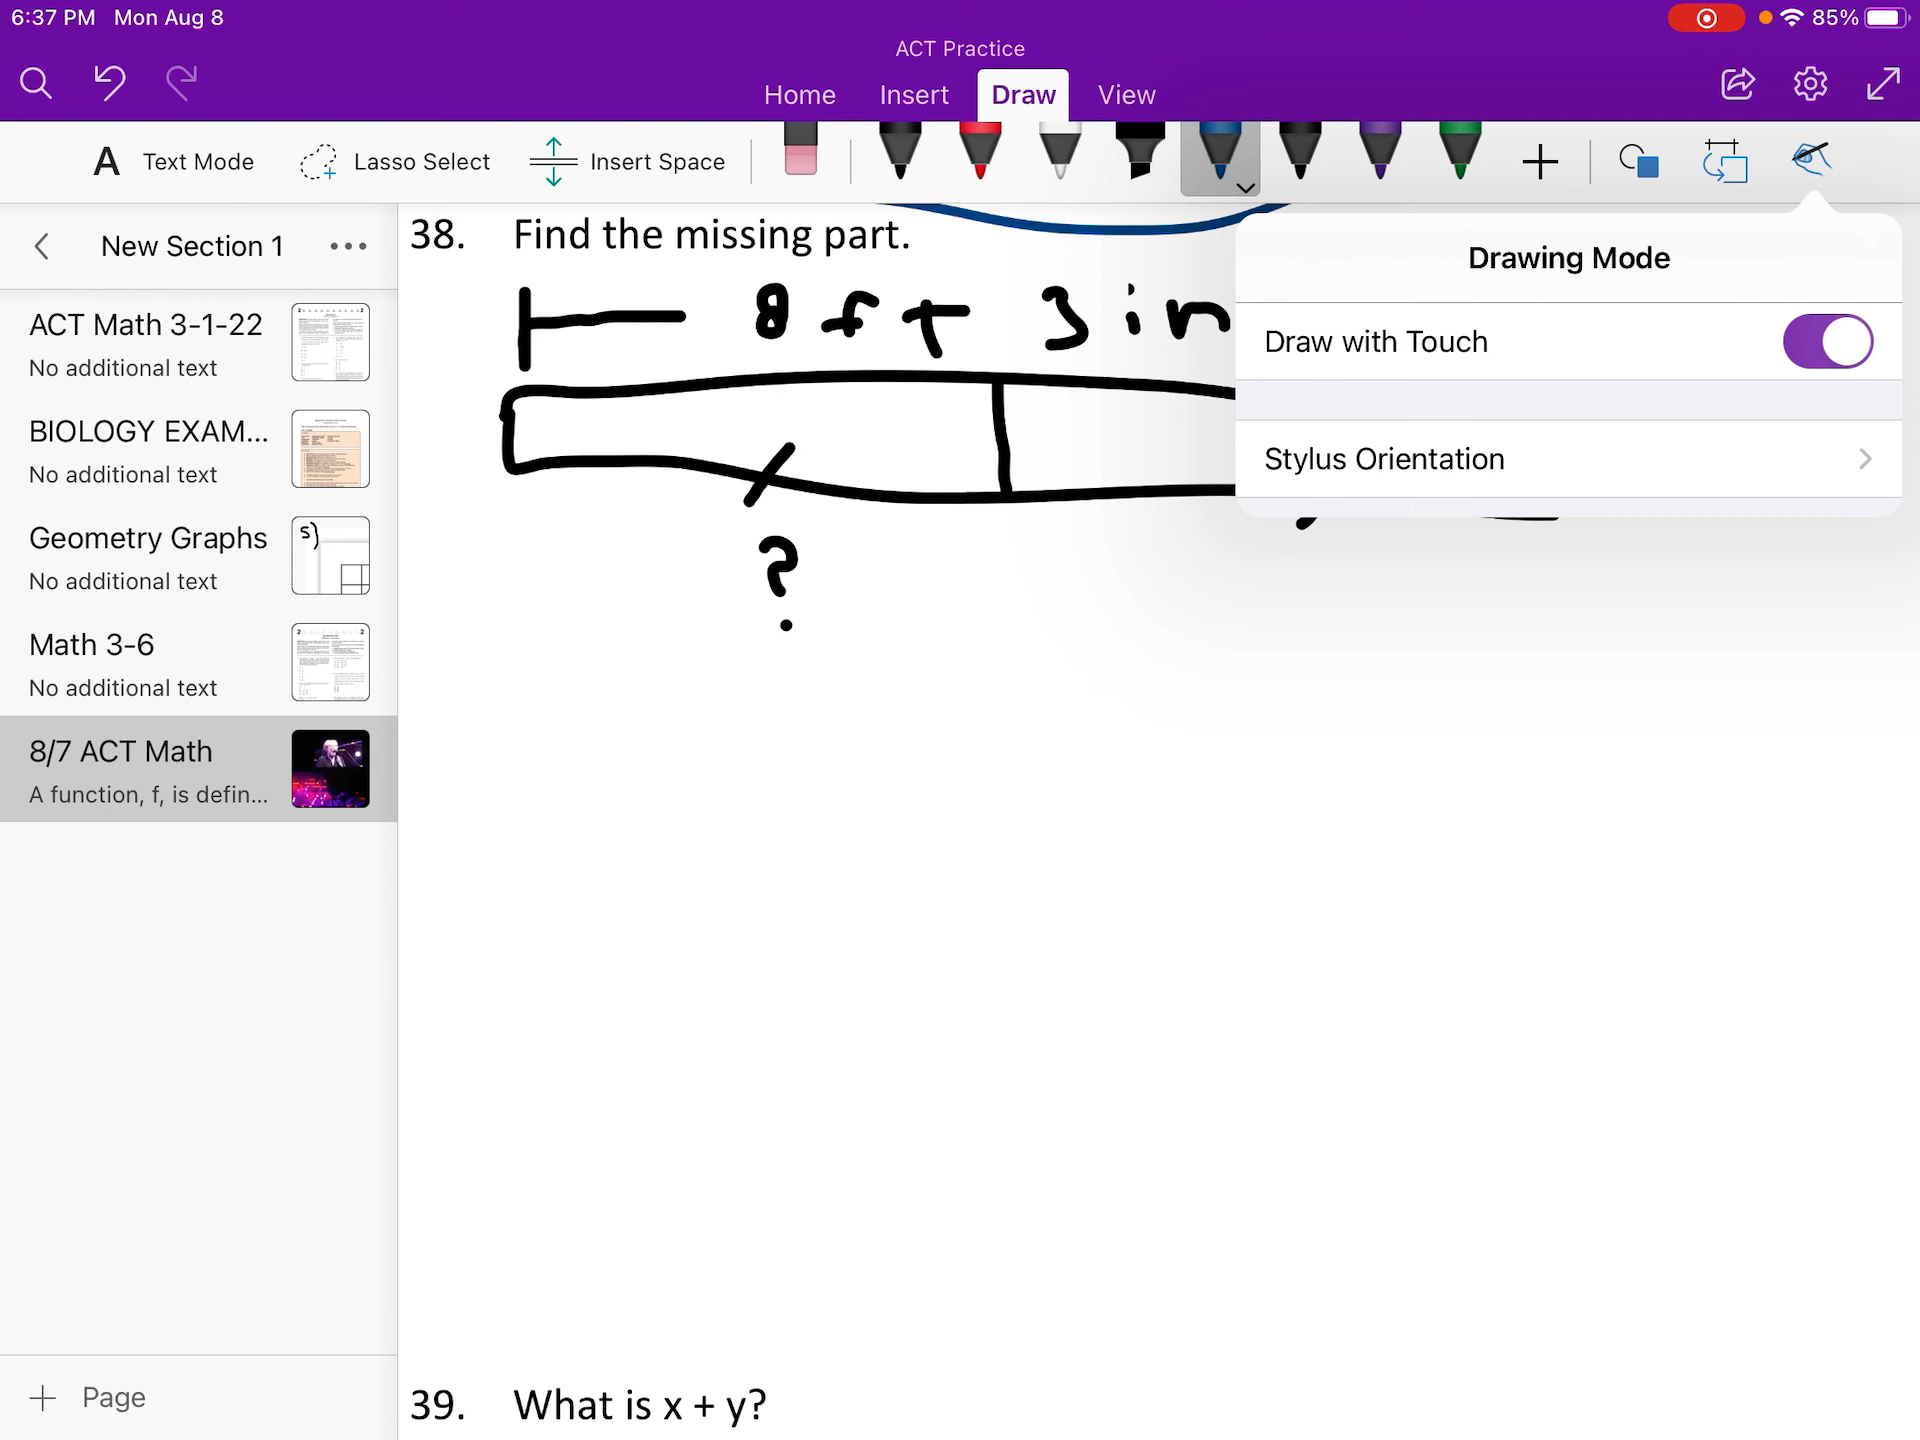 6:37 PM Mon Aug 8
85%
ACT Practice
Home Insert Draw View
A Text Mode Lasso Select Insert Space
New Section 1
ACT Math 3-1-22
No additional text
BIOLOGY EXAM...
No additional text
Geometry Graphs
No additional text
5)
Math 3-6
No additional text
8/7 ACT Math
A function, f, is defin...
Page
38. Find the missing part.
8 ft 3 in
?
Drawing Mode
Draw with Touch
Stylus Orientation
39. What is x + y?